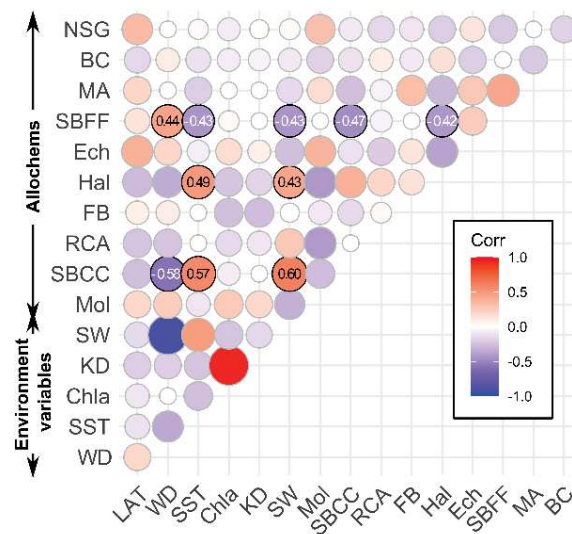 NSG
BC
MA
SBFF 0.44 -0.43 -0.43 -0.47 -0.42
Ech
Hal 0.49 0.43
FB
RCA
SBCC -0.58 0.57 0.60
Mol
SW
KD
Chla
SST
WD
Allochems
Environment
variables
Corr
1.0
0.5
0.0
-0.5
-1.0
LAT WD SST Chla KD SW Mol SBCC RCA FB Hal Ech SBFF MA BC